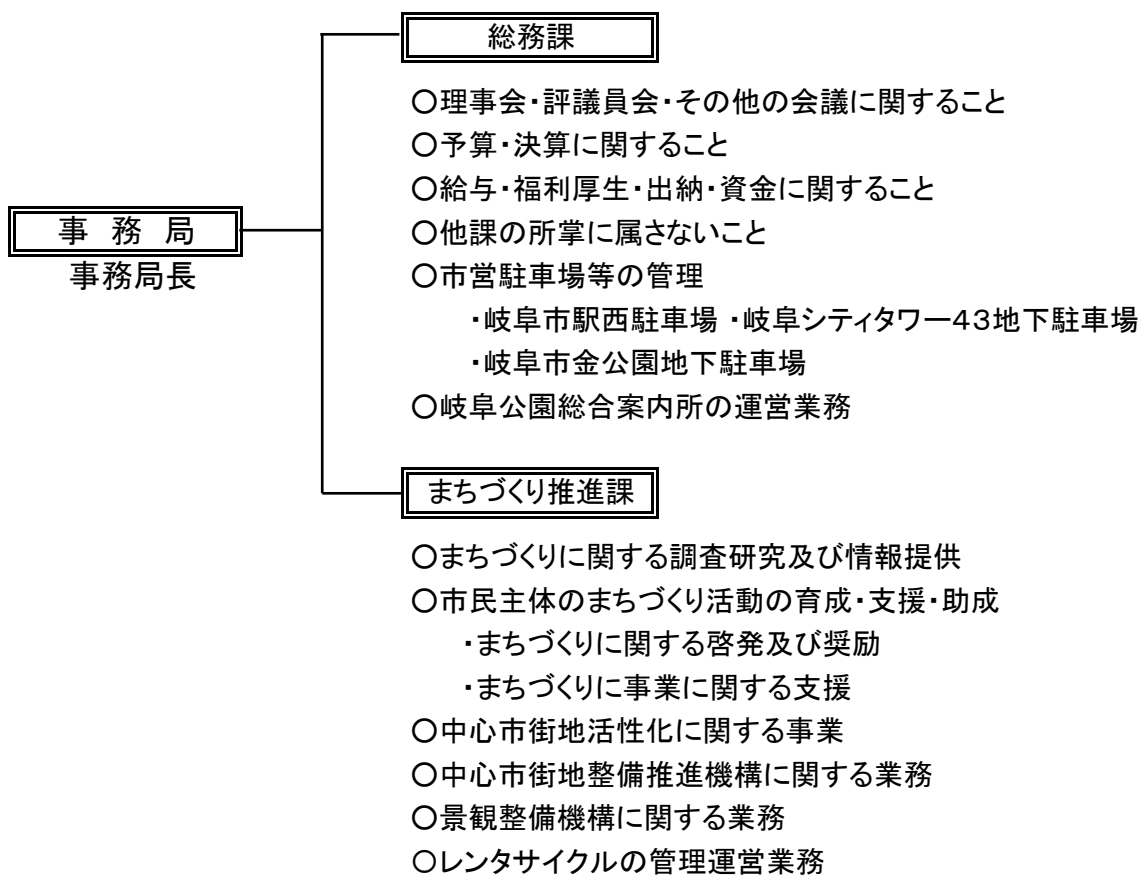 総務課
〇理事会・評議員会・その他の会議に関すること
〇予算・決算に関すること
〇給与・福利厚生・出納・資金に関すること
事 務 局
〇他課の所掌に属さないこと
事務局長
〇市営駐車場等の管理
・岐阜市駅西駐車場 ・岐阜シティタワー43地下駐車場
・岐阜市金公園地下駐車場
〇岐阜公園総合案内所の運営業務
まちづくり推進課
〇まちづくりに関する調査研究及び情報提供
〇市民主体のまちづくり活動の育成・支援・助成
・まちづくりに関する啓発及び奨励
・まちづくりに事業に関する支援
〇中心市街地活性化に関する事業
〇中心市街地整備推進機構に関する業務
〇景観整備機構に関する業務
〇レンタサイクルの管理運営業務